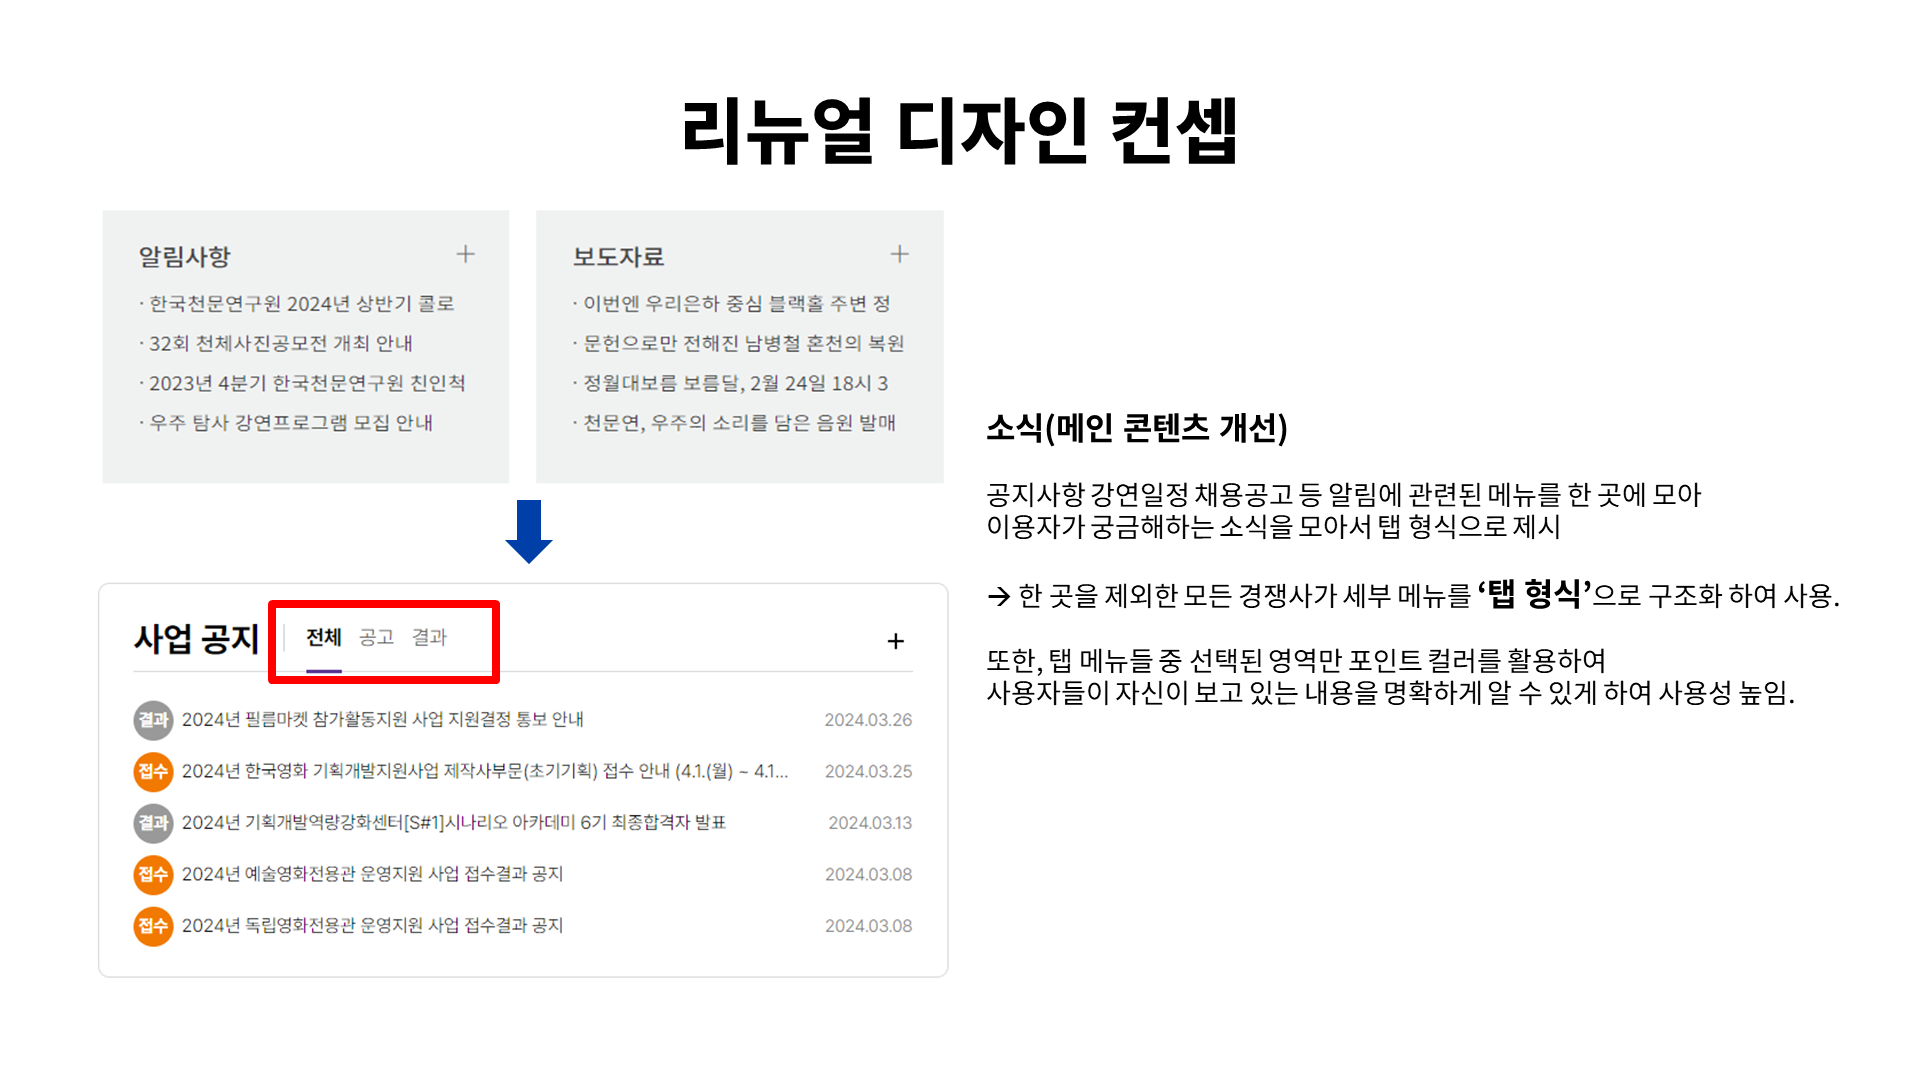 리뉴얼 디자인 컨셉
알림사항 +
· 한국천문연구원 2024년 상반기 콜로
· 32회 천체사진공모전 개최 안내
· 2023년 4분기 한국천문연구원 친인척
· 우주 탐사 강연프로그램 모집 안내
보도자료 +
· 이번엔 우리은하 중심 블랙홀 주변 정
· 문헌으로만 전해진 남병철 혼천의 복원
· 정월대보름 보름달, 2월 24일 18시 3
· 천문연, 우주의 소리를 담은 음원 발매
사업 공지 전체 공고 결과 +
결과 2024년 필름마켓 참가활동지원 사업 지원결정 통보 안내 2024.03.26
접수 2024년 한국영화 기획개발지원사업 제작사부문(초기기획) 접수 안내 (4.1.(월) ~ 4.1... 2024.03.25
결과 2024년 기획개발역량강화센터[S#1]시나리오 아카데미 6기 최종합격자 발표 2024.03.13
접수 2024년 예술영화전용관 운영지원 사업 접수결과 공지 2024.03.08
접수 2024년 독립영화전용관 운영지원 사업 접수결과 공지 2024.03.08
소식(메인 콘텐츠 개선)
공지사항 강연일정 채용공고 등 알림에 관련된 메뉴를 한 곳에 모아
이용자가 궁금해하는 소식을 모아서 탭 형식으로 제시
→ 한 곳을 제외한 모든 경쟁사가 세부 메뉴를 ‘탭 형식’으로 구조화 하여 사용.
또한, 탭 메뉴들 중 선택된 영역만 포인트 컬러를 활용하여
사용자들이 자신이 보고 있는 내용을 명확하게 알 수 있게 하여 사용성 높임.